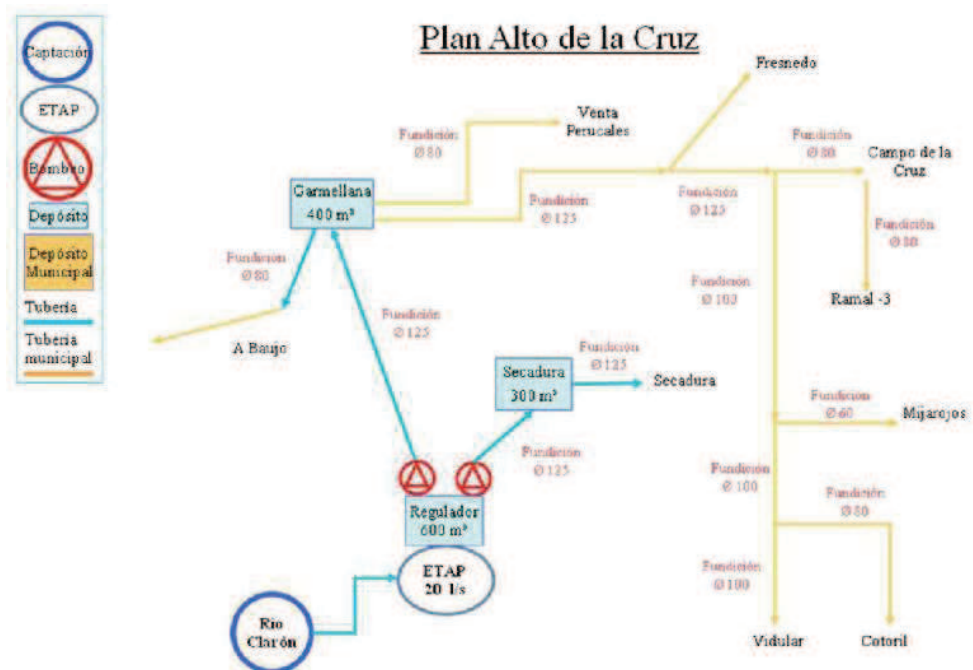 Plan Alto de la Cruz
Captación
ETAP
Bombeo
Depósito
Depósito
Municipal
Tubería
Tubería
municipal
Fresnedo
Venta
Perucales
Fundición
Ø 80
Fundición
Ø 80
Campo de la
Cruz
Garmellana
400 m³
Fundición
Ø 125
Fundición
Ø 125
Fundición
Ø 80
Fundición
Ø 80
Ramal -3
Fundición
Ø 100
Fundición
Ø 125
A Baujo
Fundición
Ø 125
Secadura
300 m³
Secadura
Fundición
Ø 60
Mijarojos
Fundición
Ø 125
Fundición
Ø 100
Fundición
Ø 80
Regulador
600 m³
ETAP
20 l/s
Fundición
Ø 100
Río
Clarón
Vidular
Cotoril